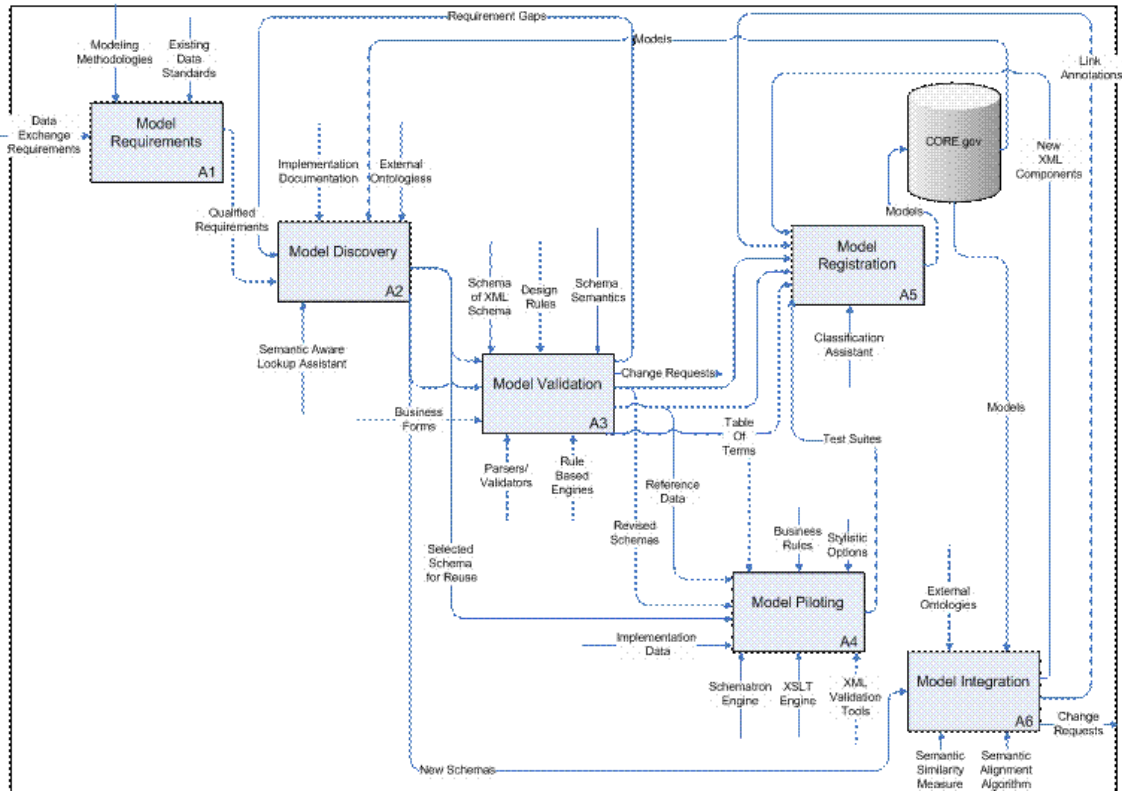 Requirement Gaps
Models
Modeling
Methodologies
Existing
Data
Standards
Link
Annotations
Data
Exchange
Requirements
Model
Requirements
A1
CORE.gov
New
XML
Components
Implementation
Documentation
External
Ontologiess
Qualified
Requirements
Models
Model Discovery
A2
Model
Registration
A5
Schema
of XML
Schema
Design
Rules
Schema
Semantics
Semantic Aware
Lookup Assistant
Classification
Assistant
Model Validation
A3
Change Requests
Business
Forms
Models
Table
Of
Terms
Test Suites
Parsers/
Validators
Rule
Based
Engines
Reference
Data
Revised
Schemas
Business
Rules
Stylistic
Options
Selected
Schema
for Reuse
Model Piloting
A4
External
Ontologies
Implementation
Data
Schematron
Engine
XSLT
Engine
XML
Validation
Tools
Model Integration
A6
Change
Requests
New Schemas
Semantic
Similarity
Measure
Semantic
Alignment
Algorithm